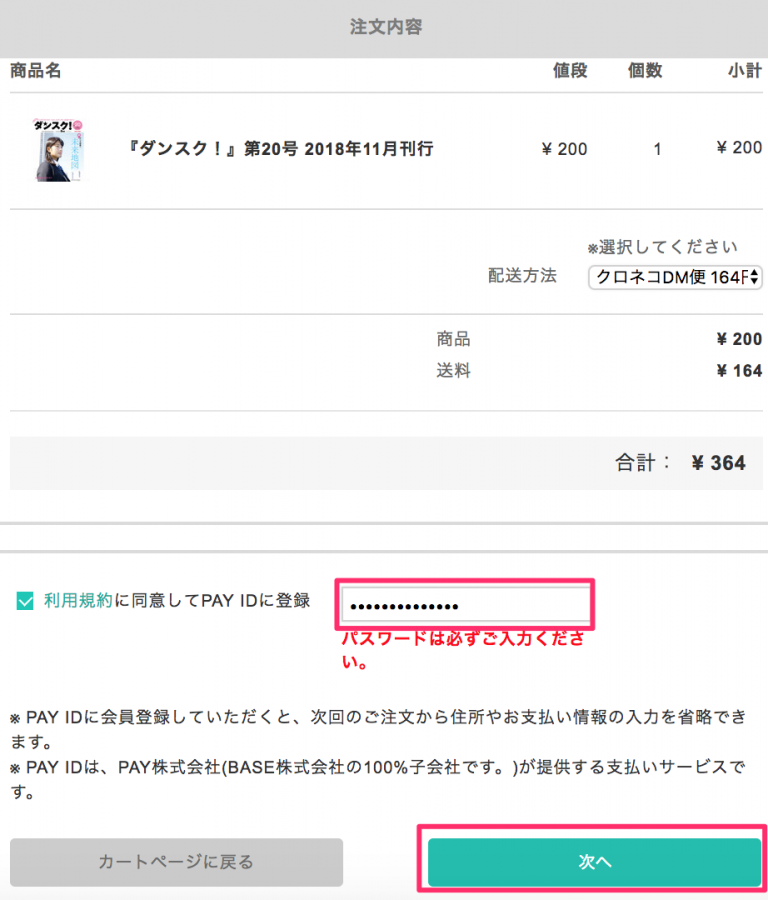 注文内容
商品名 値段 個数 小計
ダンスク!
未来地図
『ダンスク！』第20号 2018年11月刊行 ¥ 200 1 ¥ 200
※選択してください
配送方法 クロネコDM便 164F
商品 ¥ 200
送料 ¥ 164
合計： ¥ 364
利用規約に同意してPAY IDに登録 ••••••••••••••
パスワードは必ずご入力くださ
い。
※ PAY IDに会員登録していただくと、次回のご注文から住所やお支払い情報の入力を省略でき
ます。
※ PAY IDは、PAY株式会社(BASE株式会社の100%子会社です。)が提供する支払いサービスで
す。
カートページに戻る 次へ